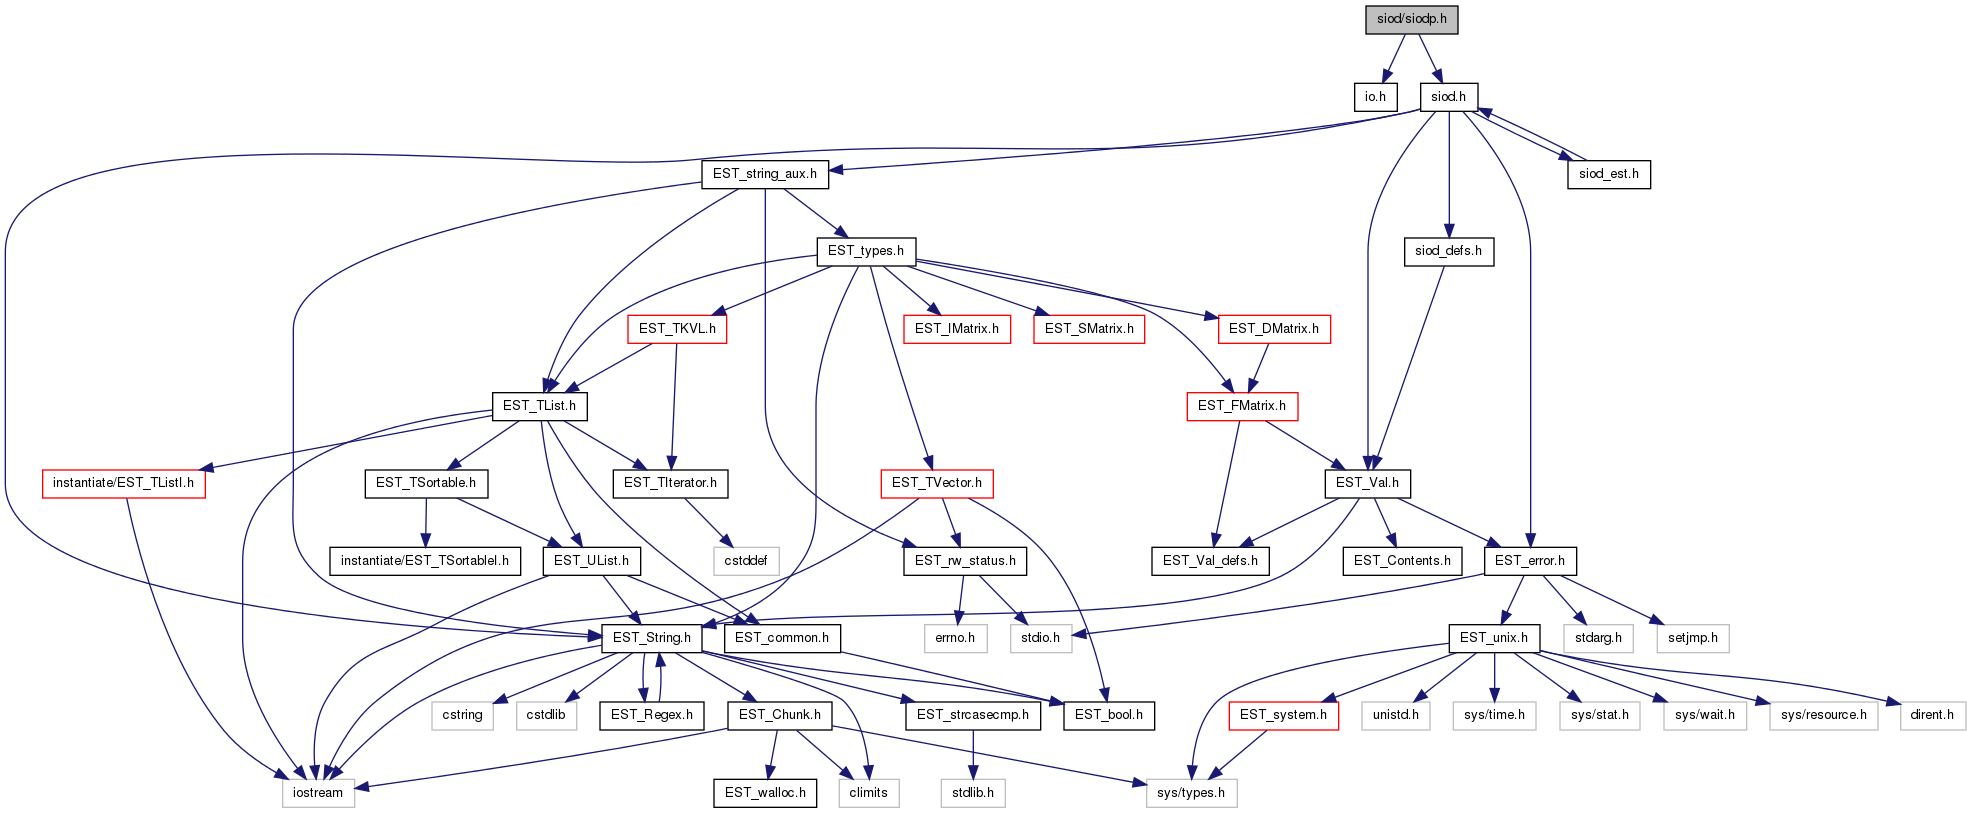 siod/siodp.h
io.h
siod.h
EST_string_aux.h
siod_est.h
EST_types.h
siod_defs.h
EST_TKVL.h
EST_IMatrix.h
EST_SMatrix.h
EST_DMatrix.h
EST_TList.h
EST_FMatrix.h
instantiate/EST_TListI.h
EST_TSortable.h
EST_TIterator.h
EST_TVector.h
EST_Val.h
instantiate/EST_TSortableI.h
EST_UList.h
cstddef
EST_rw_status.h
EST_Val_defs.h
EST_Contents.h
EST_error.h
EST_String.h
EST_common.h
errno.h
stdio.h
EST_unix.h
stdarg.h
setjmp.h
cstring
cstdlib
EST_Regex.h
EST_Chunk.h
EST_strcasecmp.h
EST_bool.h
EST_system.h
unistd.h
sys/time.h
sys/stat.h
sys/wait.h
sys/resource.h
dirent.h
iostream
EST_walloc.h
climits
stdlib.h
sys/types.h